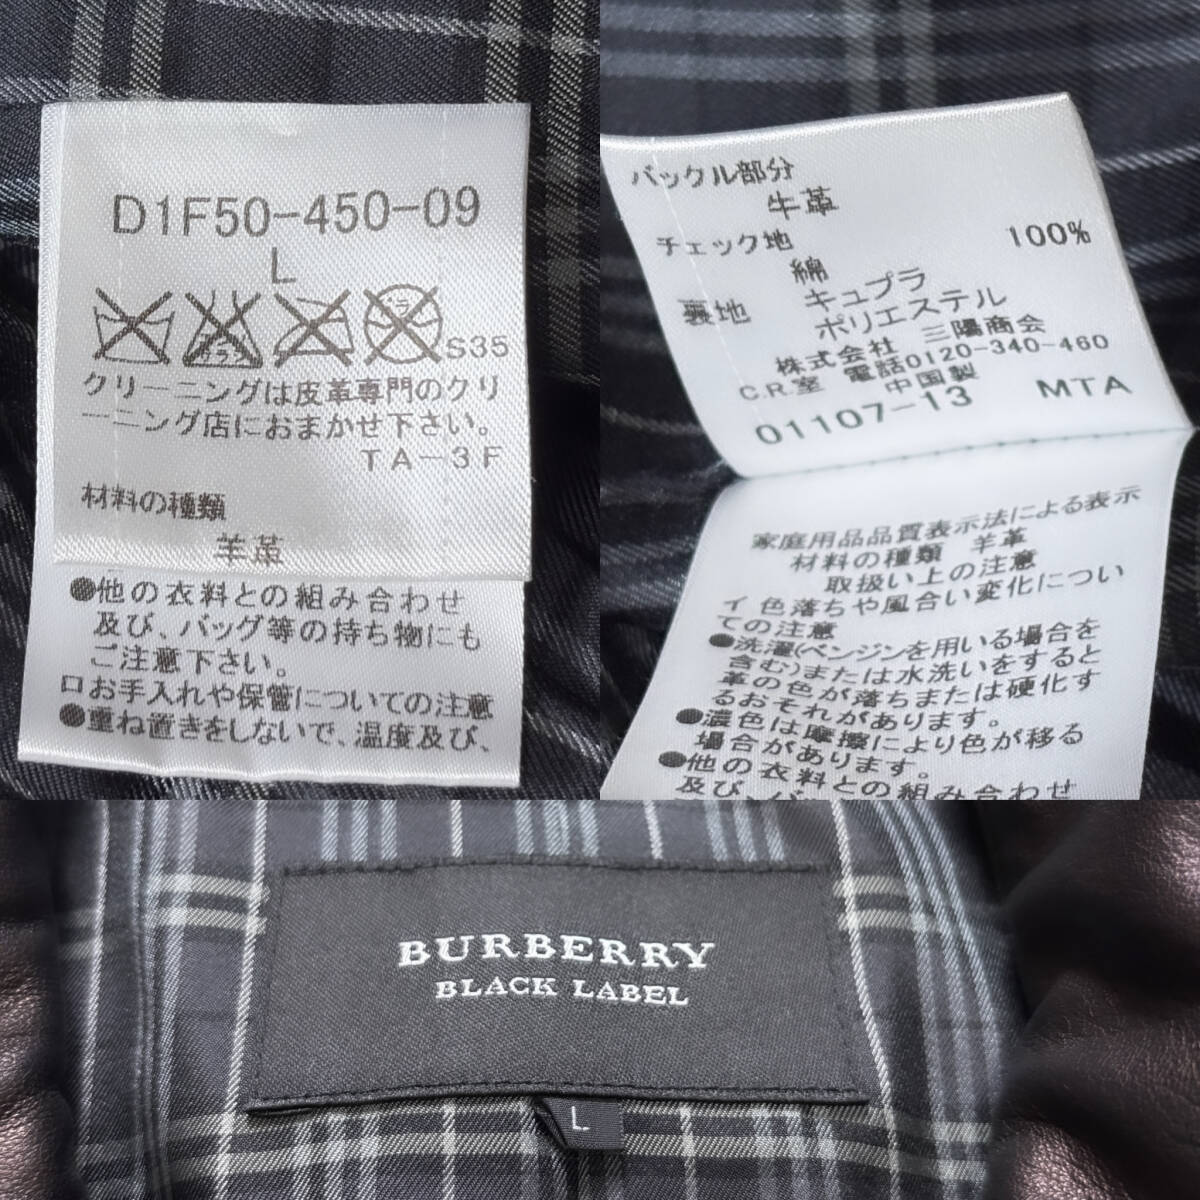 D1F50-450-09
L
S35
クリーニングは皮革専門のクリ
ーニング店におまかせ下さい。
TA-3F
材料の種類
羊革
●他の衣料との組み合わせ
及び、バッグ等の持ち物にも
ご注意下さい。
ロお手入れや保管についての注意
●重ね置きをしないで、温度及び、
バックル部分
牛革
チェック地
綿 100%
裏地 キュプラ
ポリエステル
株式会社 三陽商会
C.R.室 電話0120-340-460
中国製
01107-13 MTA
家庭用品品質表示法による表示
材料の種類 羊革
取扱い上の注意
イ 色落ちや風合い変化につい
ての注意
●洗濯(ベンジンを用いる場合を
含む)または水洗いをすると
革の色が落ちまたは硬化す
るおそれがあります。
●濃色は摩擦により色が移る
場合があります。
●他の衣料との組み合わせ
及び、バッ
BURBERRY
BLACK LABEL
L